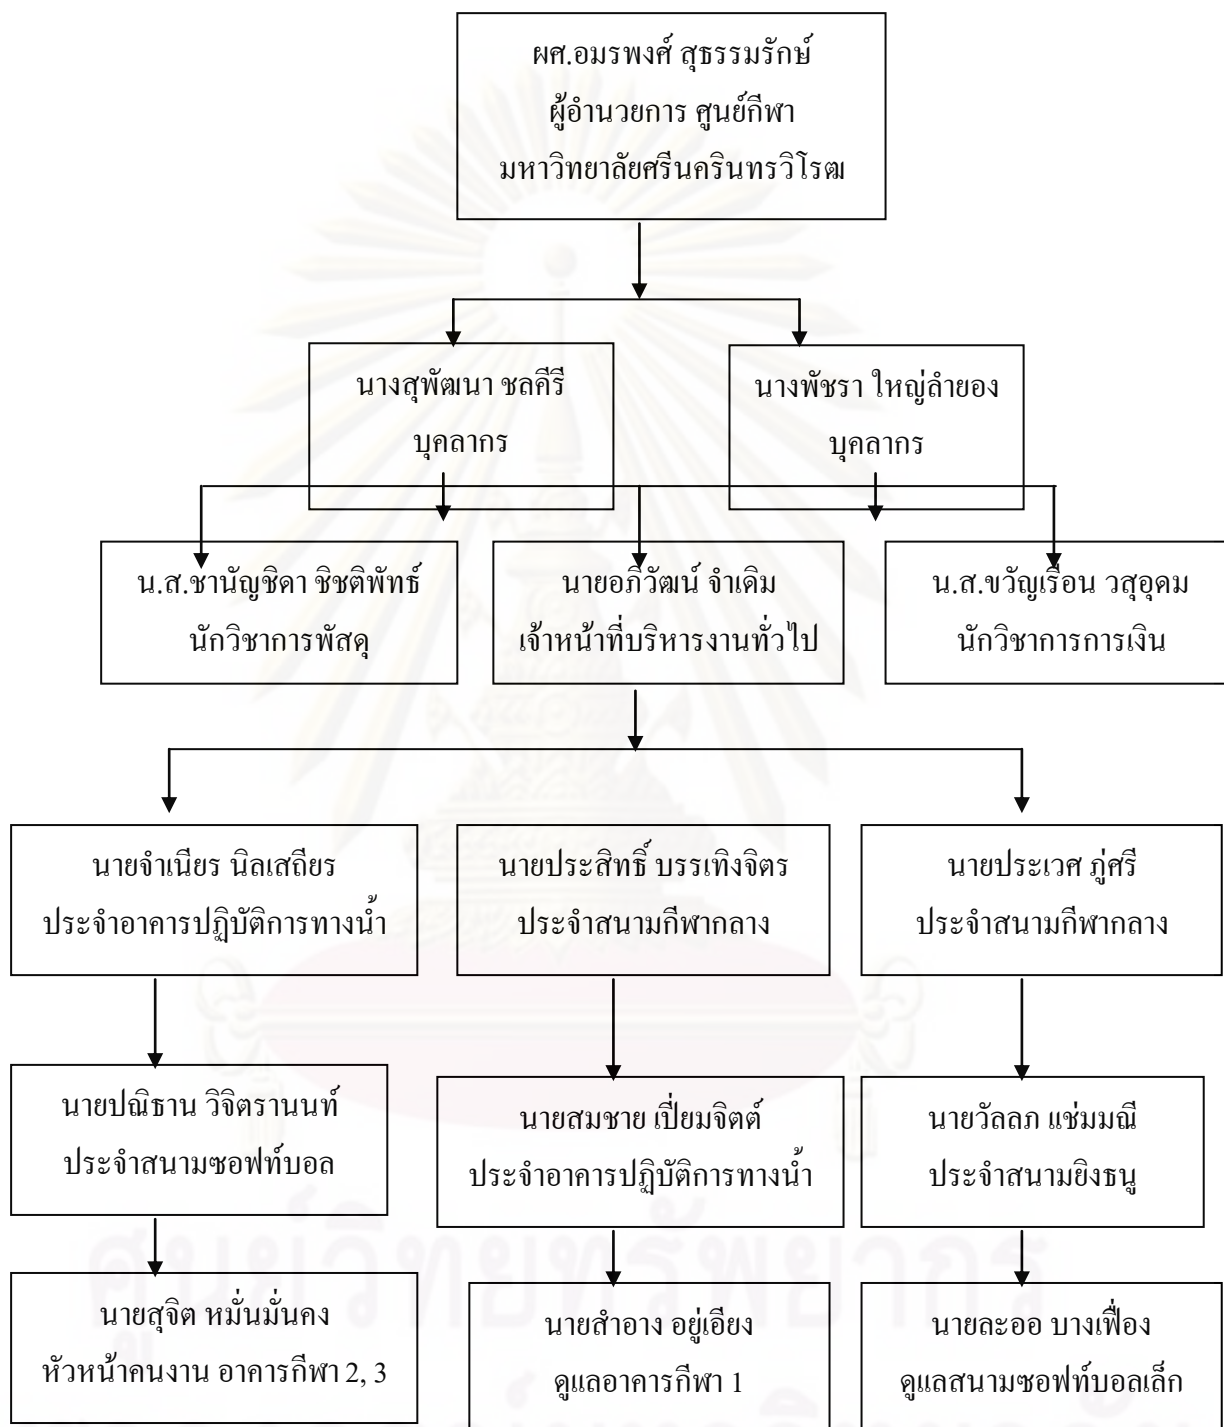 ผศ.อมรพงศ์ สุธรรมรักษ์
ผู้อำนวยการ ศูนย์กีฬา
มหาวิทยาลัยศรีนครินทรวิโรฒ
นางสุพัฒนา ชลคีรี
บุคลากร
นางพัชรา ใหญ่ลำยอง
บุคลากร
น.ส.ชานัญชิดา ชิชติพัทธ์
นักวิชาการพัสดุ
นายอภิวัฒน์ จำเดิม
เจ้าหน้าที่บริหารงานทั่วไป
น.ส.ขวัญเรือน วสุอุดม
นักวิชาการการเงิน
นายจำเนียร นิลเสถียร
ประจำอาคารปฏิบัติการทางน้ำ
นายประสิทธิ์ บรรเทิงจิตร
ประจำสนามกีฬากลาง
นายประเวศ ภู่ศรี
ประจำสนามกีฬากลาง
นายปณิธาน วิจิตรานนท์
ประจำสนามซอฟท์บอล
นายสมชาย เปี่ยมจิตต์
ประจำอาคารปฏิบัติการทางน้ำ
นายวัลลภ แช่มมณี
ประจำสนามยิงธนู
นายสุจิต หมั่นมั่นคง
หัวหน้าคนงาน อาคารกีฬา 2, 3
นายสำอาง อยู่เอียง
ดูแลอาคารกีฬา 1
นายละออ บางเฟื่อง
ดูแลสนามซอฟท์บอลเล็ก
ศูนย์วิทยทรัพยากร